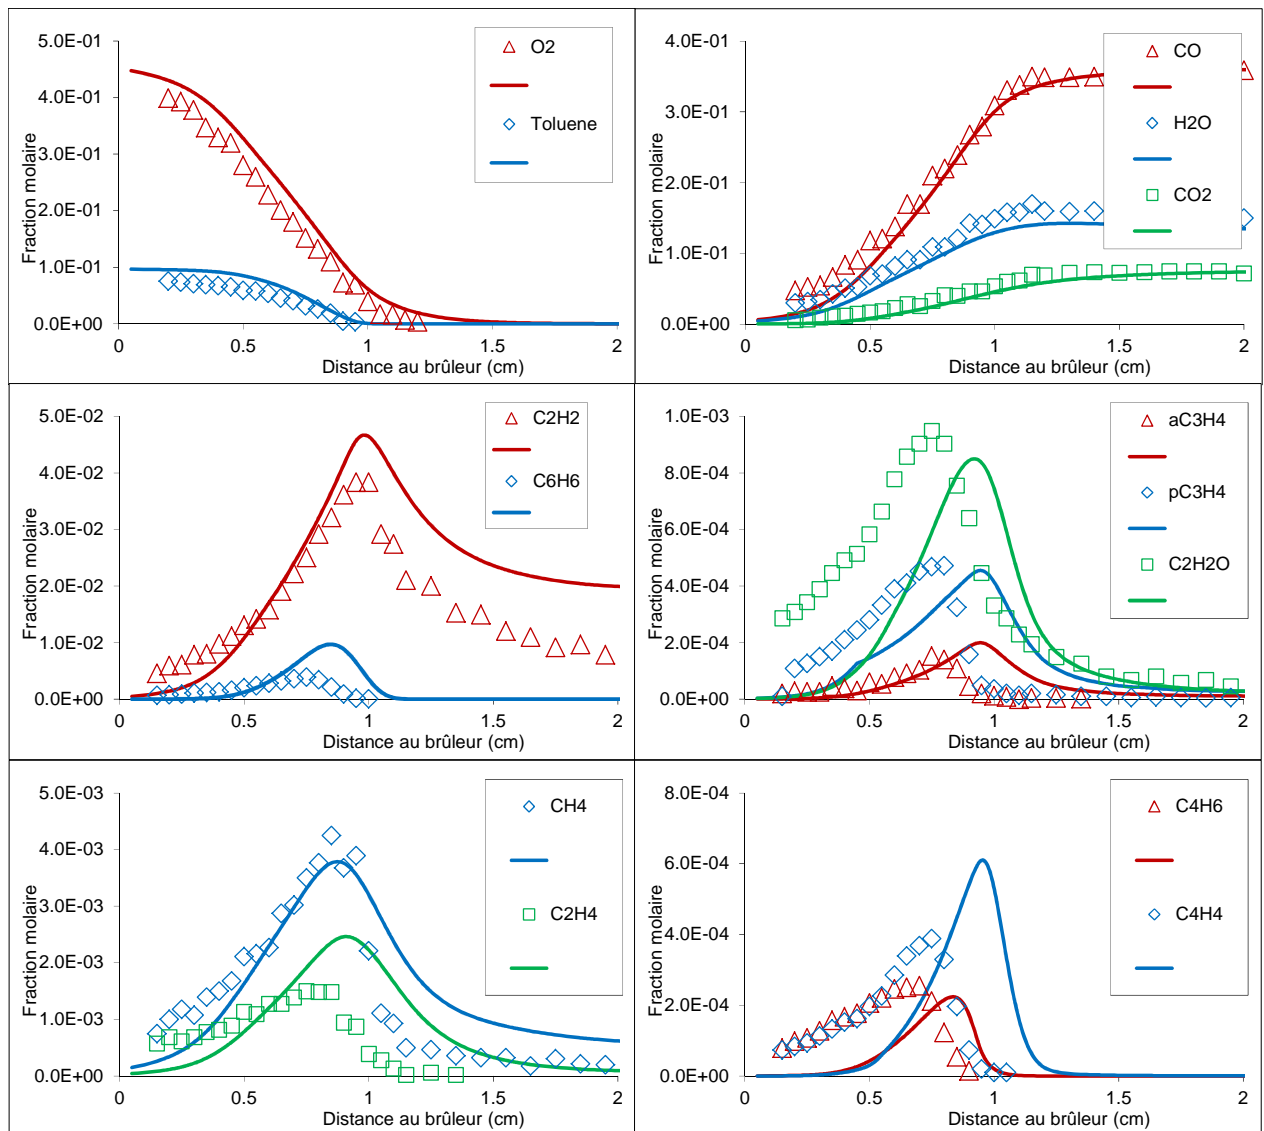 5.0E-01
4.0E-01
3.0E-01
2.0E-01
1.0E-01
0.0E+00
Fraction molaire
0
0.5
1
1.5
2
Distance au brûleur (cm)
O2
Toluene
4.0E-01
3.0E-01
2.0E-01
1.0E-01
0.0E+00
Fraction molaire
0
0.5
1
1.5
2
Distance au brûleur (cm)
CO
H2O
CO2
5.0E-02
4.0E-02
3.0E-02
2.0E-02
1.0E-02
0.0E+00
Fraction molaire
0
0.5
1
1.5
2
Distance au brûleur (cm)
C2H2
C6H6
1.0E-03
8.0E-04
6.0E-04
4.0E-04
2.0E-04
0.0E+00
Fraction molaire
0
0.5
1
1.5
2
Distance au brûleur (cm)
aC3H4
pC3H4
C2H2O
5.0E-03
4.0E-03
3.0E-03
2.0E-03
1.0E-03
0.0E+00
Fraction molaire
0
0.5
1
1.5
2
Distance au brûleur (cm)
CH4
C2H4
8.0E-04
6.0E-04
4.0E-04
2.0E-04
0.0E+00
Fraction molaire
0
0.5
1
1.5
2
Distance au brûleur (cm)
C4H6
C4H4